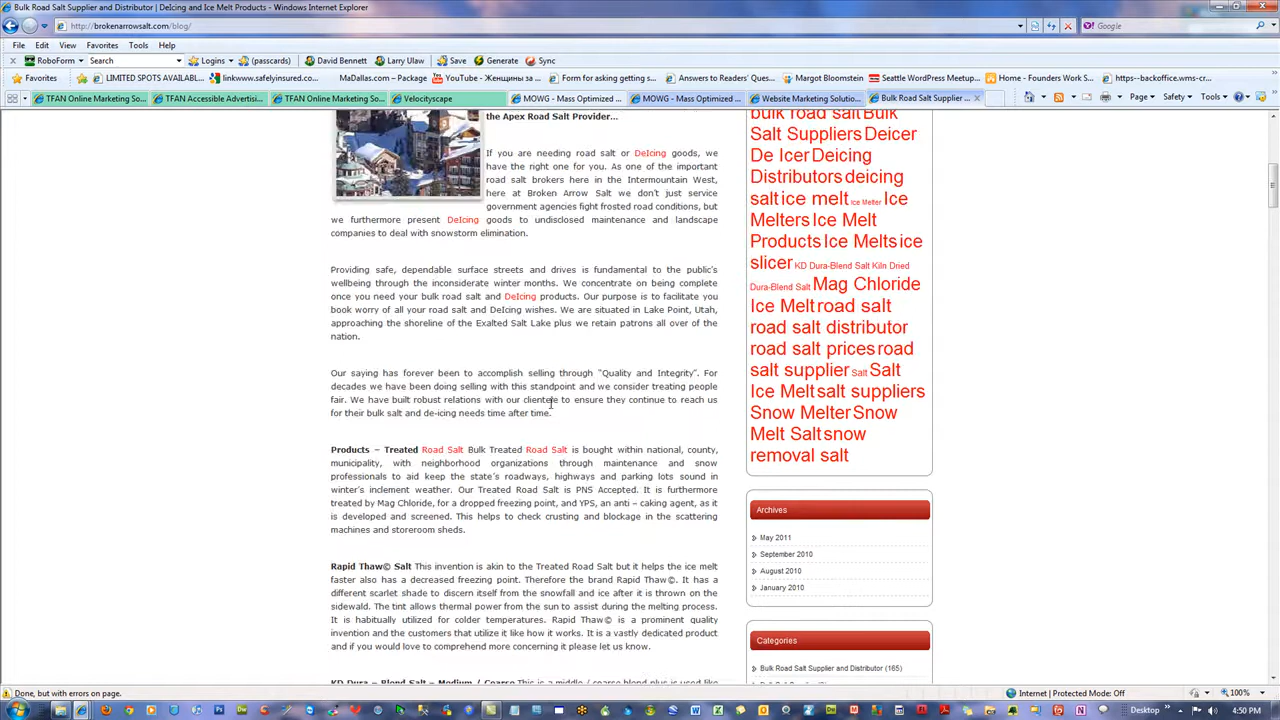 Bulk Road Salt Supplier and Distributor | DeIcing and Ice Melt Products - Windows Internet Explorer
http://brokenarrowsalt.com/blog/
Google
File Edit View Favorites Tools Help
RoboForm Search Logins (passcards) David Bennett Larry Ulaw Save Generate Sync
Favorites LIMITED SPOTS AVAILABL... linkwww.safelyinsured.co... MaDallas.com – Package YouTube - Женщины за ... Form for asking getting s... Answers to Readers' Ques... Margot Bloomstein Seattle WordPress Meetup... Home - Founders Work S... https--backoffice.wms-cr...
TFAN Online Marketing So... TFAN Accessible Advertisi... TFAN Online Marketing So... Velocityscape MOWG - Mass Optimized ... MOWG - Mass Optimized ... Website Marketing Solutio... Bulk Road Salt Supplier ... Page Safety Tools
the Apex Road Salt Provider...
If you are needing road salt or DeIcing goods, we
have the right one for you. As one of the important
road salt brokers here in the Intermountain West,
here at Broken Arrow Salt we don't just service
government agencies fight frosted road conditions, but
we furthermore present DeIcing goods to undisclosed maintenance and landscape
companies to deal with snowstorm elimination.
Providing safe, dependable surface streets and drives is fundamental to the public's
wellbeing through the inconsiderate winter months. We concentrate on being complete
once you need your bulk road salt and DeIcing products. Our purpose is to facilitate you
book worry of all your road salt and DeIcing wishes. We are situated in Lake Point, Utah,
approaching the shoreline of the Exalted Salt Lake plus we retain patrons all over of the
nation.
Our saying has forever been to accomplish selling through "Quality and Integrity". For
decades we have been doing selling with this standpoint and we consider treating people
fair. We have built robust relations with our clientele to ensure they continue to reach us
for their bulk salt and de-icing needs time after time.
Products – Treated Road Salt Bulk Treated Road Salt is bought within national, county,
municipality, with neighborhood organizations through maintenance and snow
professionals to aid keep the state's roadways, highways and parking lots sound in
winter's inclement weather. Our Treated Road Salt is PNS Accepted. It is furthermore
treated by Mag Chloride, for a dropped freezing point, and YPS, an anti – caking agent, as it
is developed and screened. This helps to check crusting and blockage in the scattering
machines and storeroom sheds.
Rapid Thaw© Salt This invention is akin to the Treated Road Salt but it helps the ice melt
faster also has a decreased freezing point. Therefore the brand Rapid Thaw©. It has a
different scarlet shade to discern itself from the snowfall and ice after it is thrown on the
sidewald. The tint allows thermal power from the sun to assist during the melting process.
It is habitually utilized for colder temperatures. Rapid Thaw© is a prominent quality
invention and the customers that utilize it like how it works. It is a vastly dedicated product
and if you would love to comprehend more concerning it please let us know.
KD Dura – Blend Salt – Medium / Coarse This is a middle / coarse blend plus is used like
bulk road salt Bulk
Salt Suppliers Deicer
De Icer Deicing
Distributors deicing
salt ice melt Ice Melter Ice
Melters Ice Melt
Products Ice Melts ice
slicer KD Dura-Blend Salt Kiln Dried
Dura-Blend Salt Mag Chloride
Ice Melt road salt
road salt distributor
road salt prices road
salt supplier Salt Salt
Ice Melt salt suppliers
Snow Melter Snow
Melt Salt snow
removal salt
Archives
May 2011
September 2010
August 2010
January 2010
Categories
Bulk Road Salt Supplier and Distributor (165)
Done, but with errors on page. Internet | Protected Mode: Off 100%
Desktop 4:50 PM